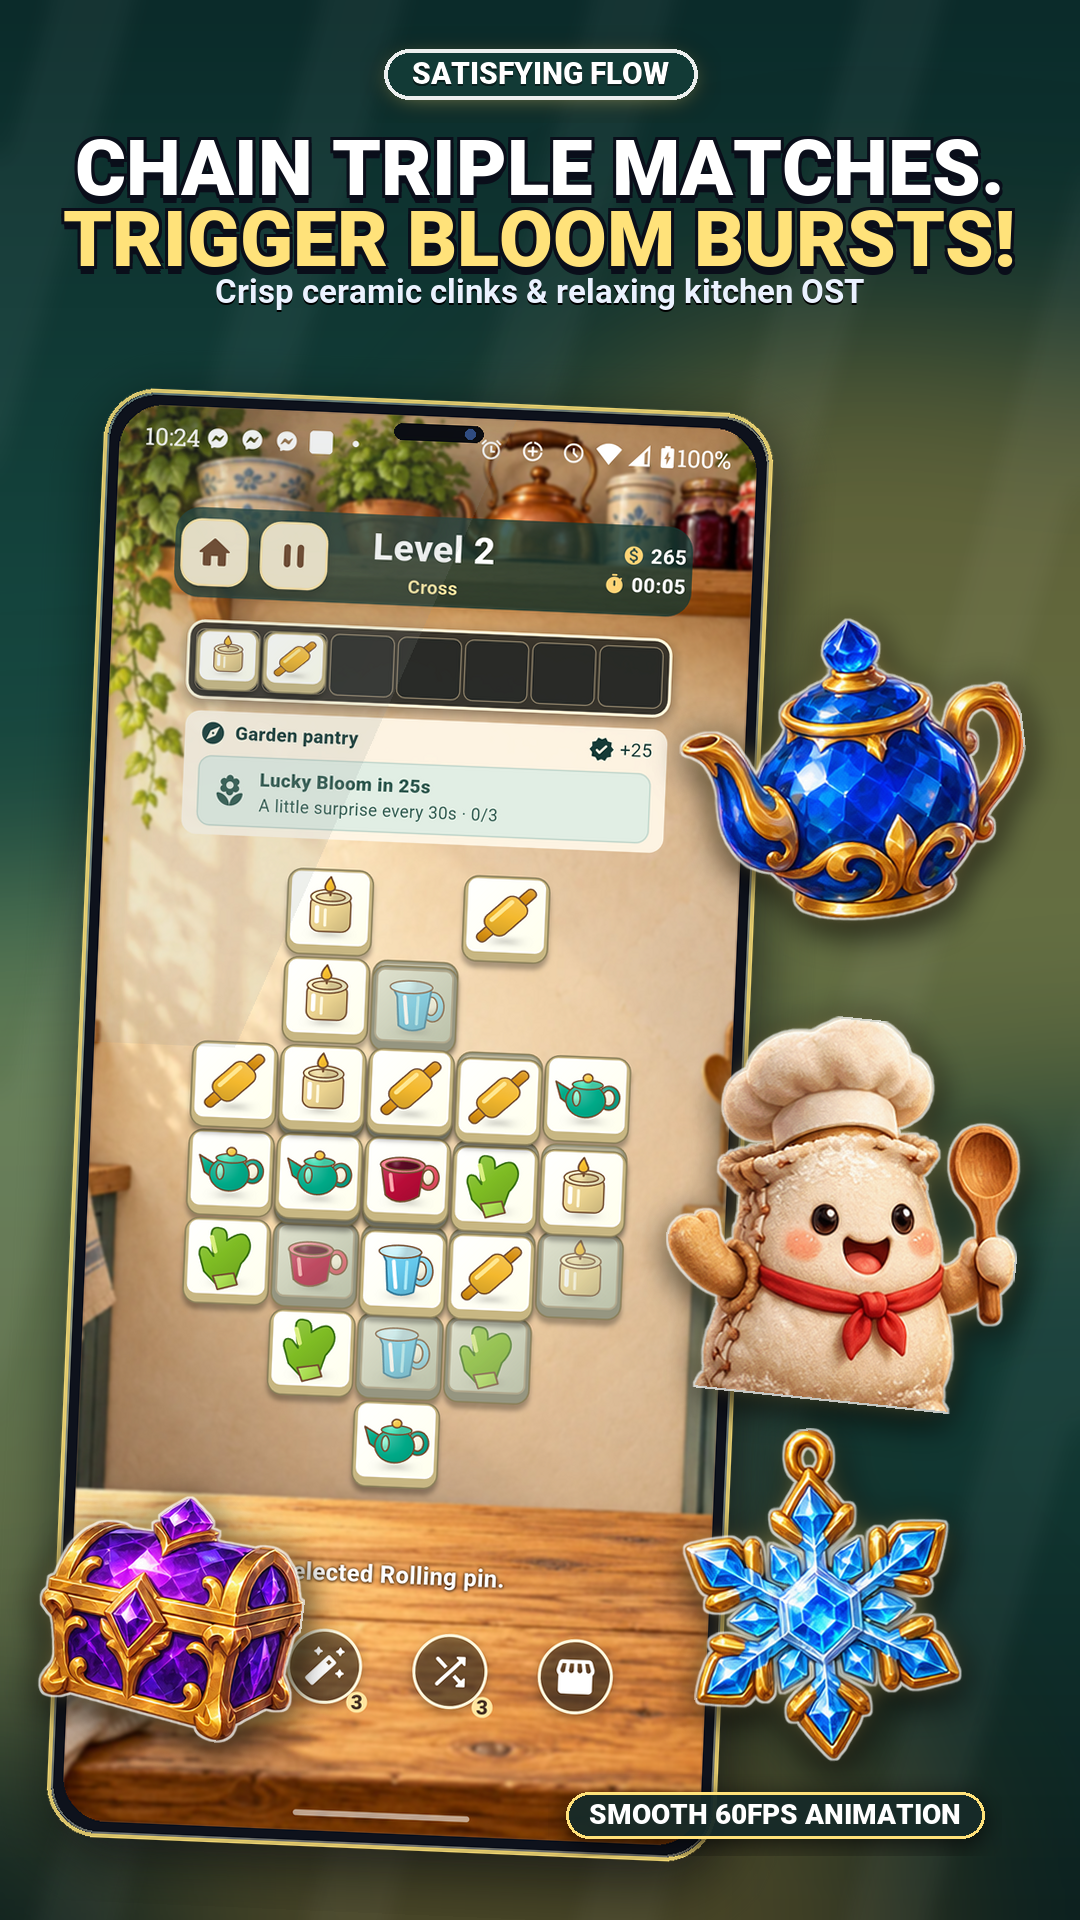 SATISFYING FLOW
CHAIN TRIPLE MATCHES.
TRIGGER BLOOM BURSTS!
Crisp ceramic clinks & relaxing kitchen OST
10:24
100%
Level 2
Cross
265
00:05
Garden pantry
+25
Lucky Bloom in 25s
A little surprise every 30s · 0/3
elected Rolling pin.
3
3
SMOOTH 60FPS ANIMATION